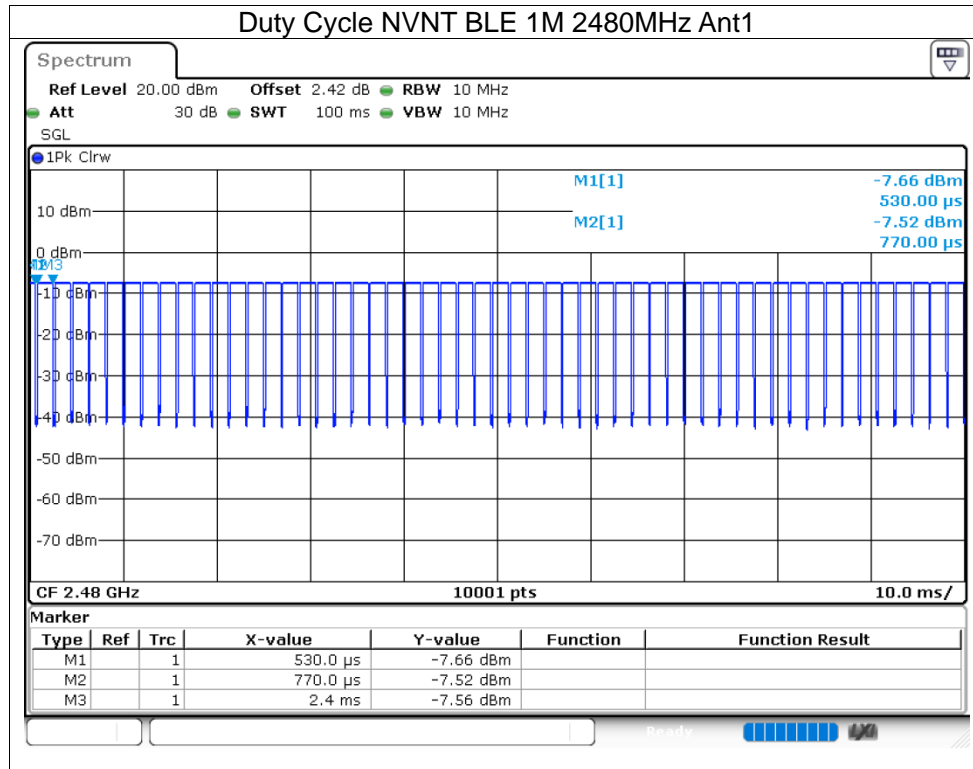 Duty Cycle NVNT BLE 1M 2480MHz Ant1
Spectrum
Ref Level 20.00 dBm Offset 2.42 dB RBW 10 MHz
Att 30 dB SWT 100 ms VBW 10 MHz
SGL
1Pk Clrw
M1[1] -7.66 dBm
530.00 µs
10 dBm
M2[1] -7.52 dBm
770.00 µs
0 dBm
M3
-10 dBm
-20 dBm
-30 dBm
-40 dBm
-50 dBm
-60 dBm
-70 dBm
CF 2.48 GHz 10001 pts 10.0 ms/
Marker
Type Ref Trc X-value Y-value Function Function Result
M1 1 530.0 µs -7.66 dBm
M2 1 770.0 µs -7.52 dBm
M3 1 2.4 ms -7.56 dBm
Ready LXI